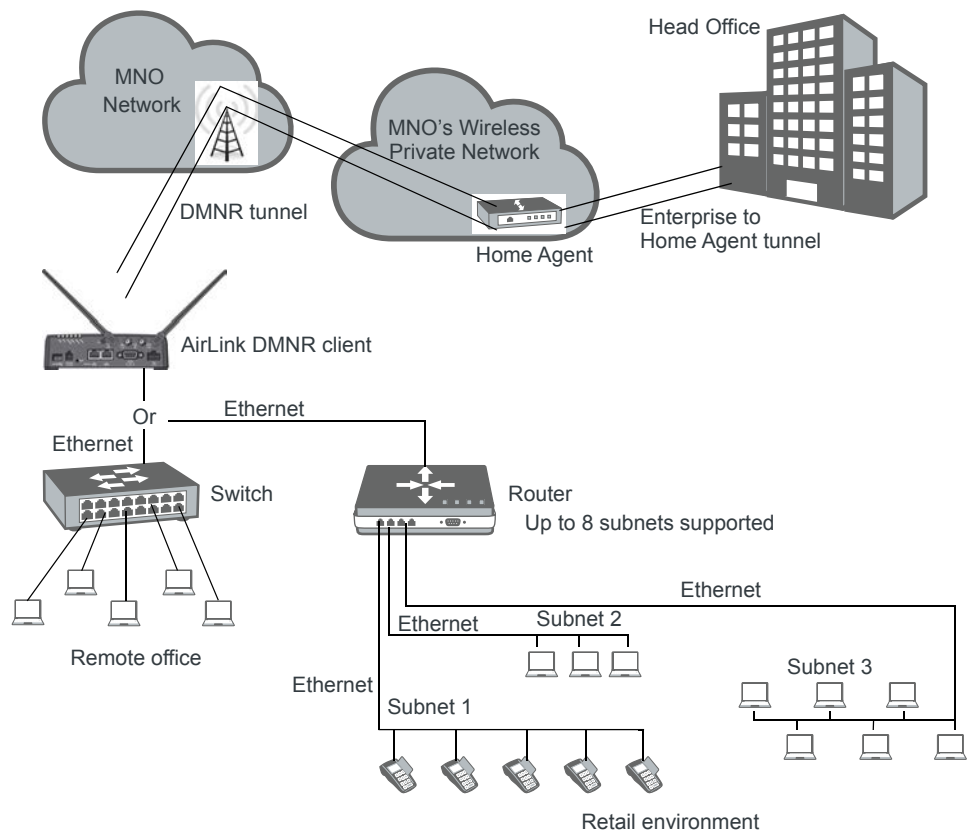 Head Office
MNO
Network
MNO's Wireless
Private Network
DMNR tunnel
Enterprise to
Home Agent tunnel
Home Agent
AirLink DMNR client
Or
Ethernet
Ethernet
Switch
Router
Up to 8 subnets supported
Ethernet
Ethernet
Subnet 2
Remote office
Subnet 3
Ethernet
Subnet 1
Retail environment